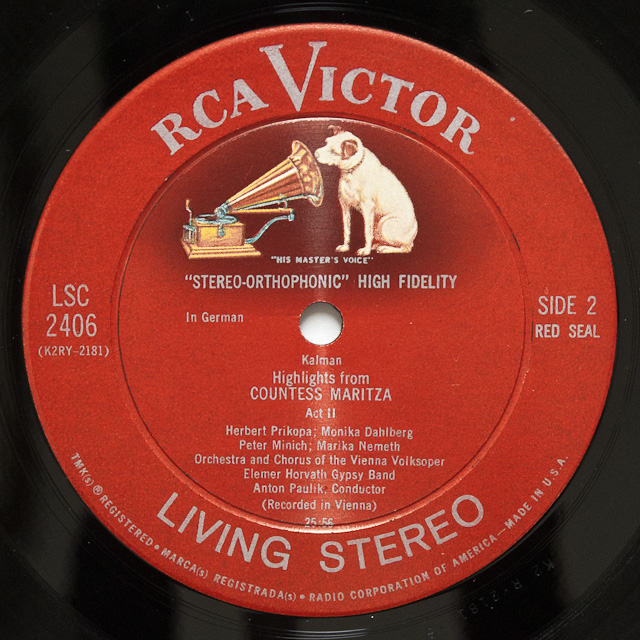 RCA VICTOR
"HIS MASTER'S VOICE"
"STEREO-ORTHOPHONIC" HIGH FIDELITY
LSC
2406
(K2RY-2181)
SIDE 2
RED SEAL
In German
Kalman
Highlights from
COUNTESS MARITZA
Act II
Herbert Prikopa; Monika Dahlberg
Peter Minich; Marika Nemeth
Orchestra and Chorus of the Vienna Volksoper
Elemer Horvath Gypsy Band
Anton Paulik, Conductor
(Recorded in Vienna)
25:56
LIVING STEREO
TMK(s) ® REGISTERED • MARCA(s) REGISTRADA(s) • RADIO CORPORATION OF AMERICA—MADE IN U.S.A.